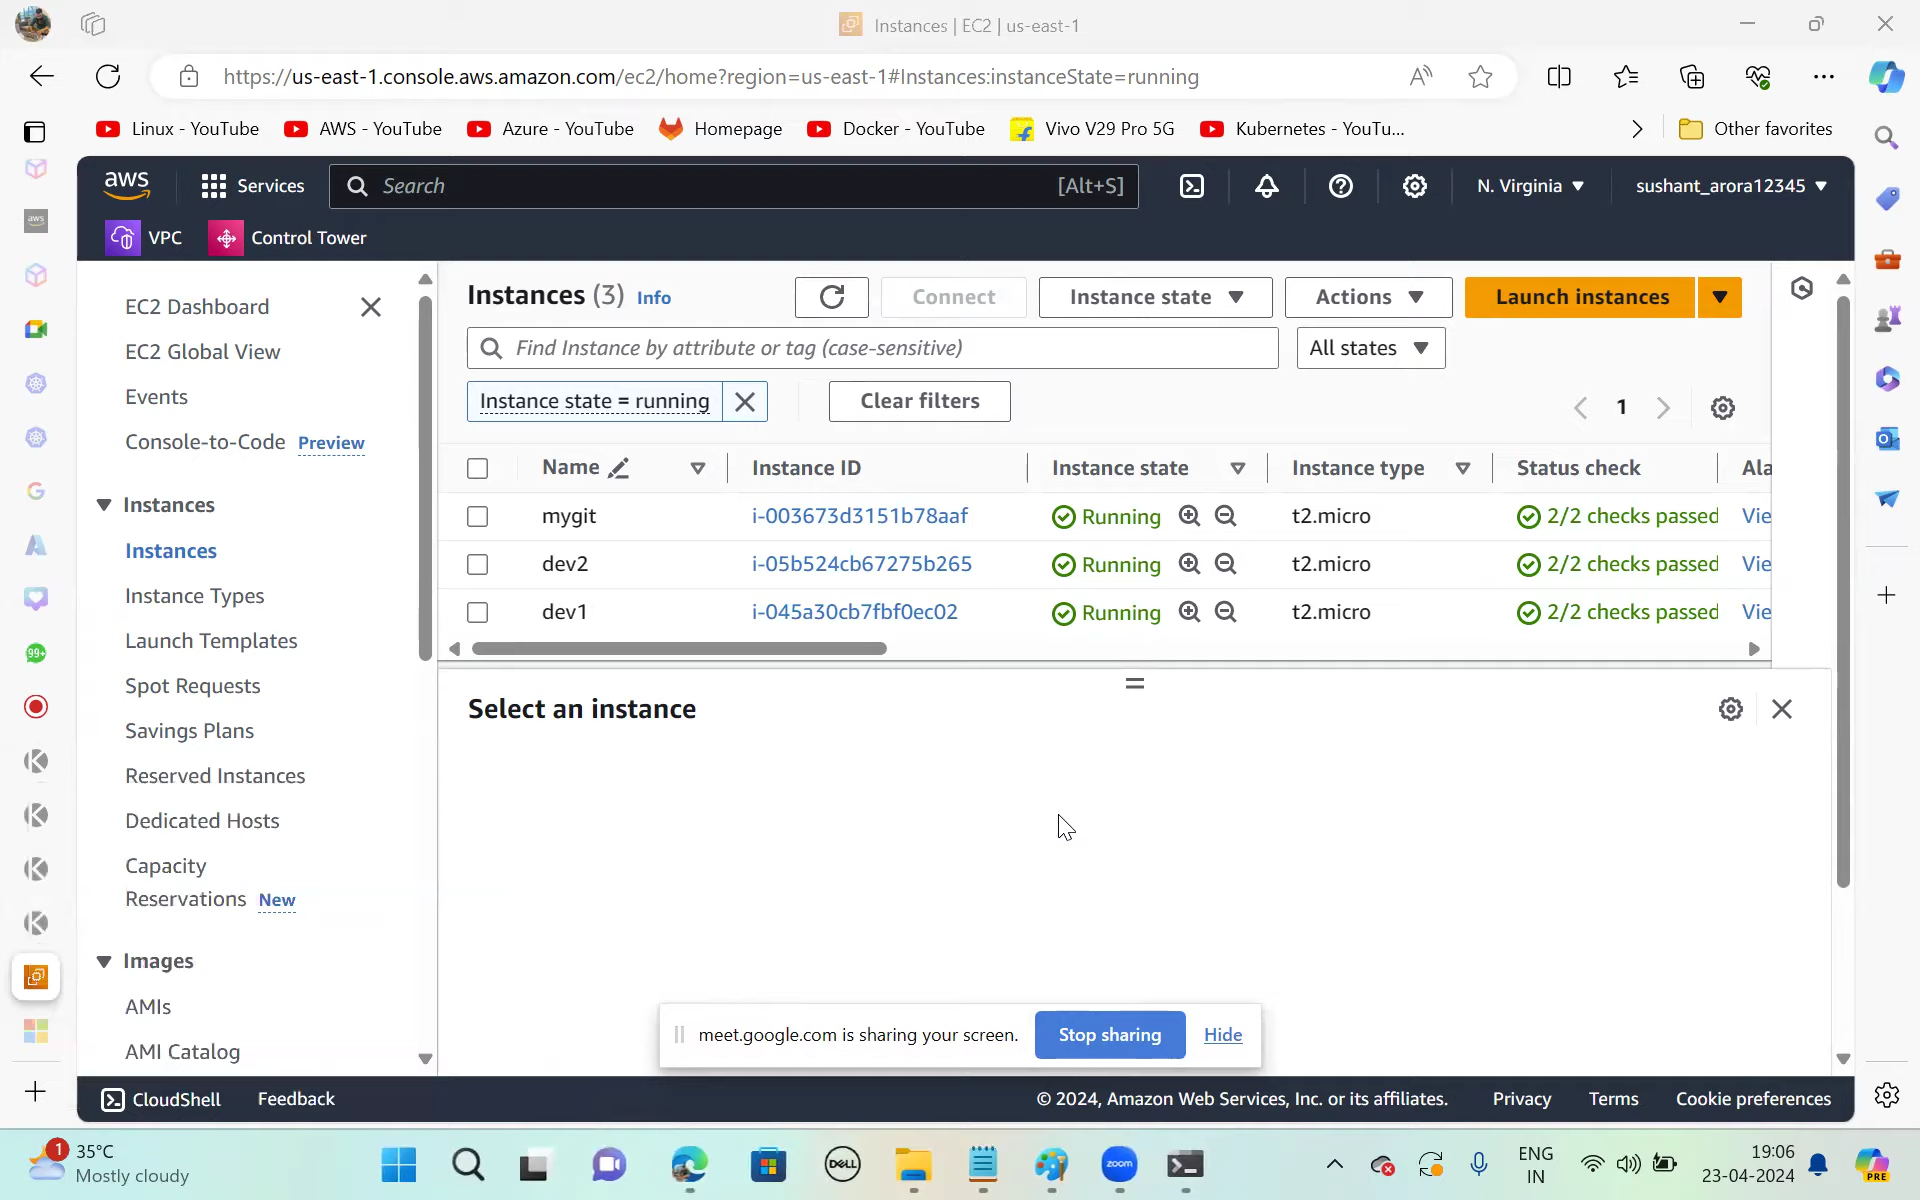 Instances | EC2 | us-east-1
https://us-east-1.console.aws.amazon.com/ec2/home?region=us-east-1#Instances:instanceState=running
Linux - YouTube
AWS - YouTube
Azure - YouTube
Homepage
Docker - YouTube
Vivo V29 Pro 5G
Kubernetes - YouTu...
Other favorites
aws
Services
Search
[Alt+S]
N. Virginia
sushant_arora12345
VPC
Control Tower
EC2 Dashboard
EC2 Global View
Events
Console-to-Code Preview
Instances
Instances
Instance Types
Launch Templates
Spot Requests
Savings Plans
Reserved Instances
Dedicated Hosts
Capacity
Reservations New
Images
AMIs
AMI Catalog
Instances (3) Info
Connect
Instance state
Actions
Launch instances
Find Instance by attribute or tag (case-sensitive)
All states
Instance state = running
Clear filters
1
Name Instance ID Instance state Instance type Status check Ala
mygit i-003673d3151b78aaf Running t2.micro 2/2 checks passed Vie
dev2 i-05b524cb67275b265 Running t2.micro 2/2 checks passed Vie
dev1 i-045a30cb7fbf0ec02 Running t2.micro 2/2 checks passed Vie
Select an instance
meet.google.com is sharing your screen.
Stop sharing
Hide
aws
99+
CloudShell
Feedback
© 2024, Amazon Web Services, Inc. or its affiliates.
Privacy
Terms
Cookie preferences
1
35°C
Mostly cloudy
DELL
zoom
ENG
IN
19:06
23-04-2024
PRE